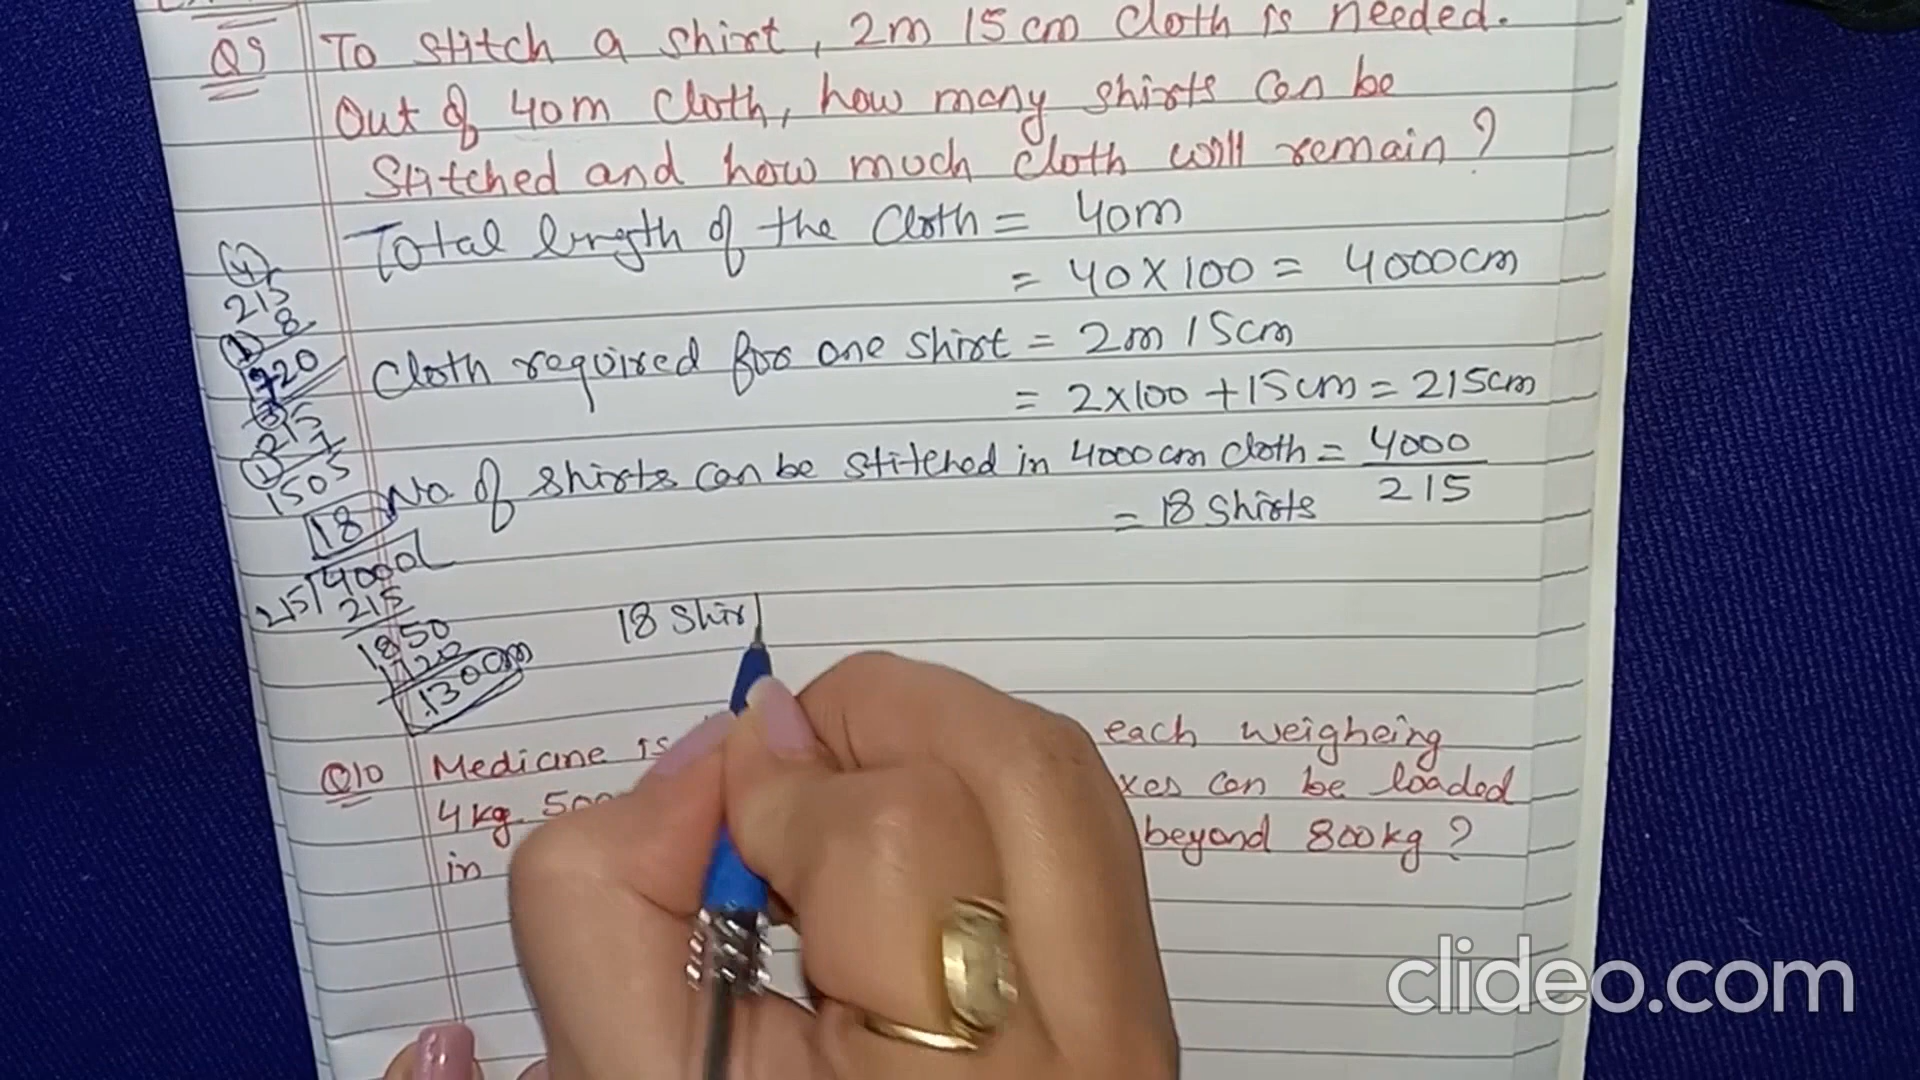 Q9 To stitch a shirt, 2m 15cm cloth is needed.
Out of 40m cloth, how many shirts can be
stitched and how much cloth will remain?
Total length of the cloth = 40m
= 40 x 100 = 4000cm
Cloth required for one shirt = 2m 15cm
= 2x100 + 15cm = 215cm
No of shirts can be stitched in 4000cm cloth = 4000
215
= 18 shirts
4
215
8
1720
3
215
7
1505
18
215 4000
215
1850
1720
130cm
18 Shir
Q10 Medicine is each weigheing
4kg 500 xes can be loaded
in beyond 800kg?
clideo.com